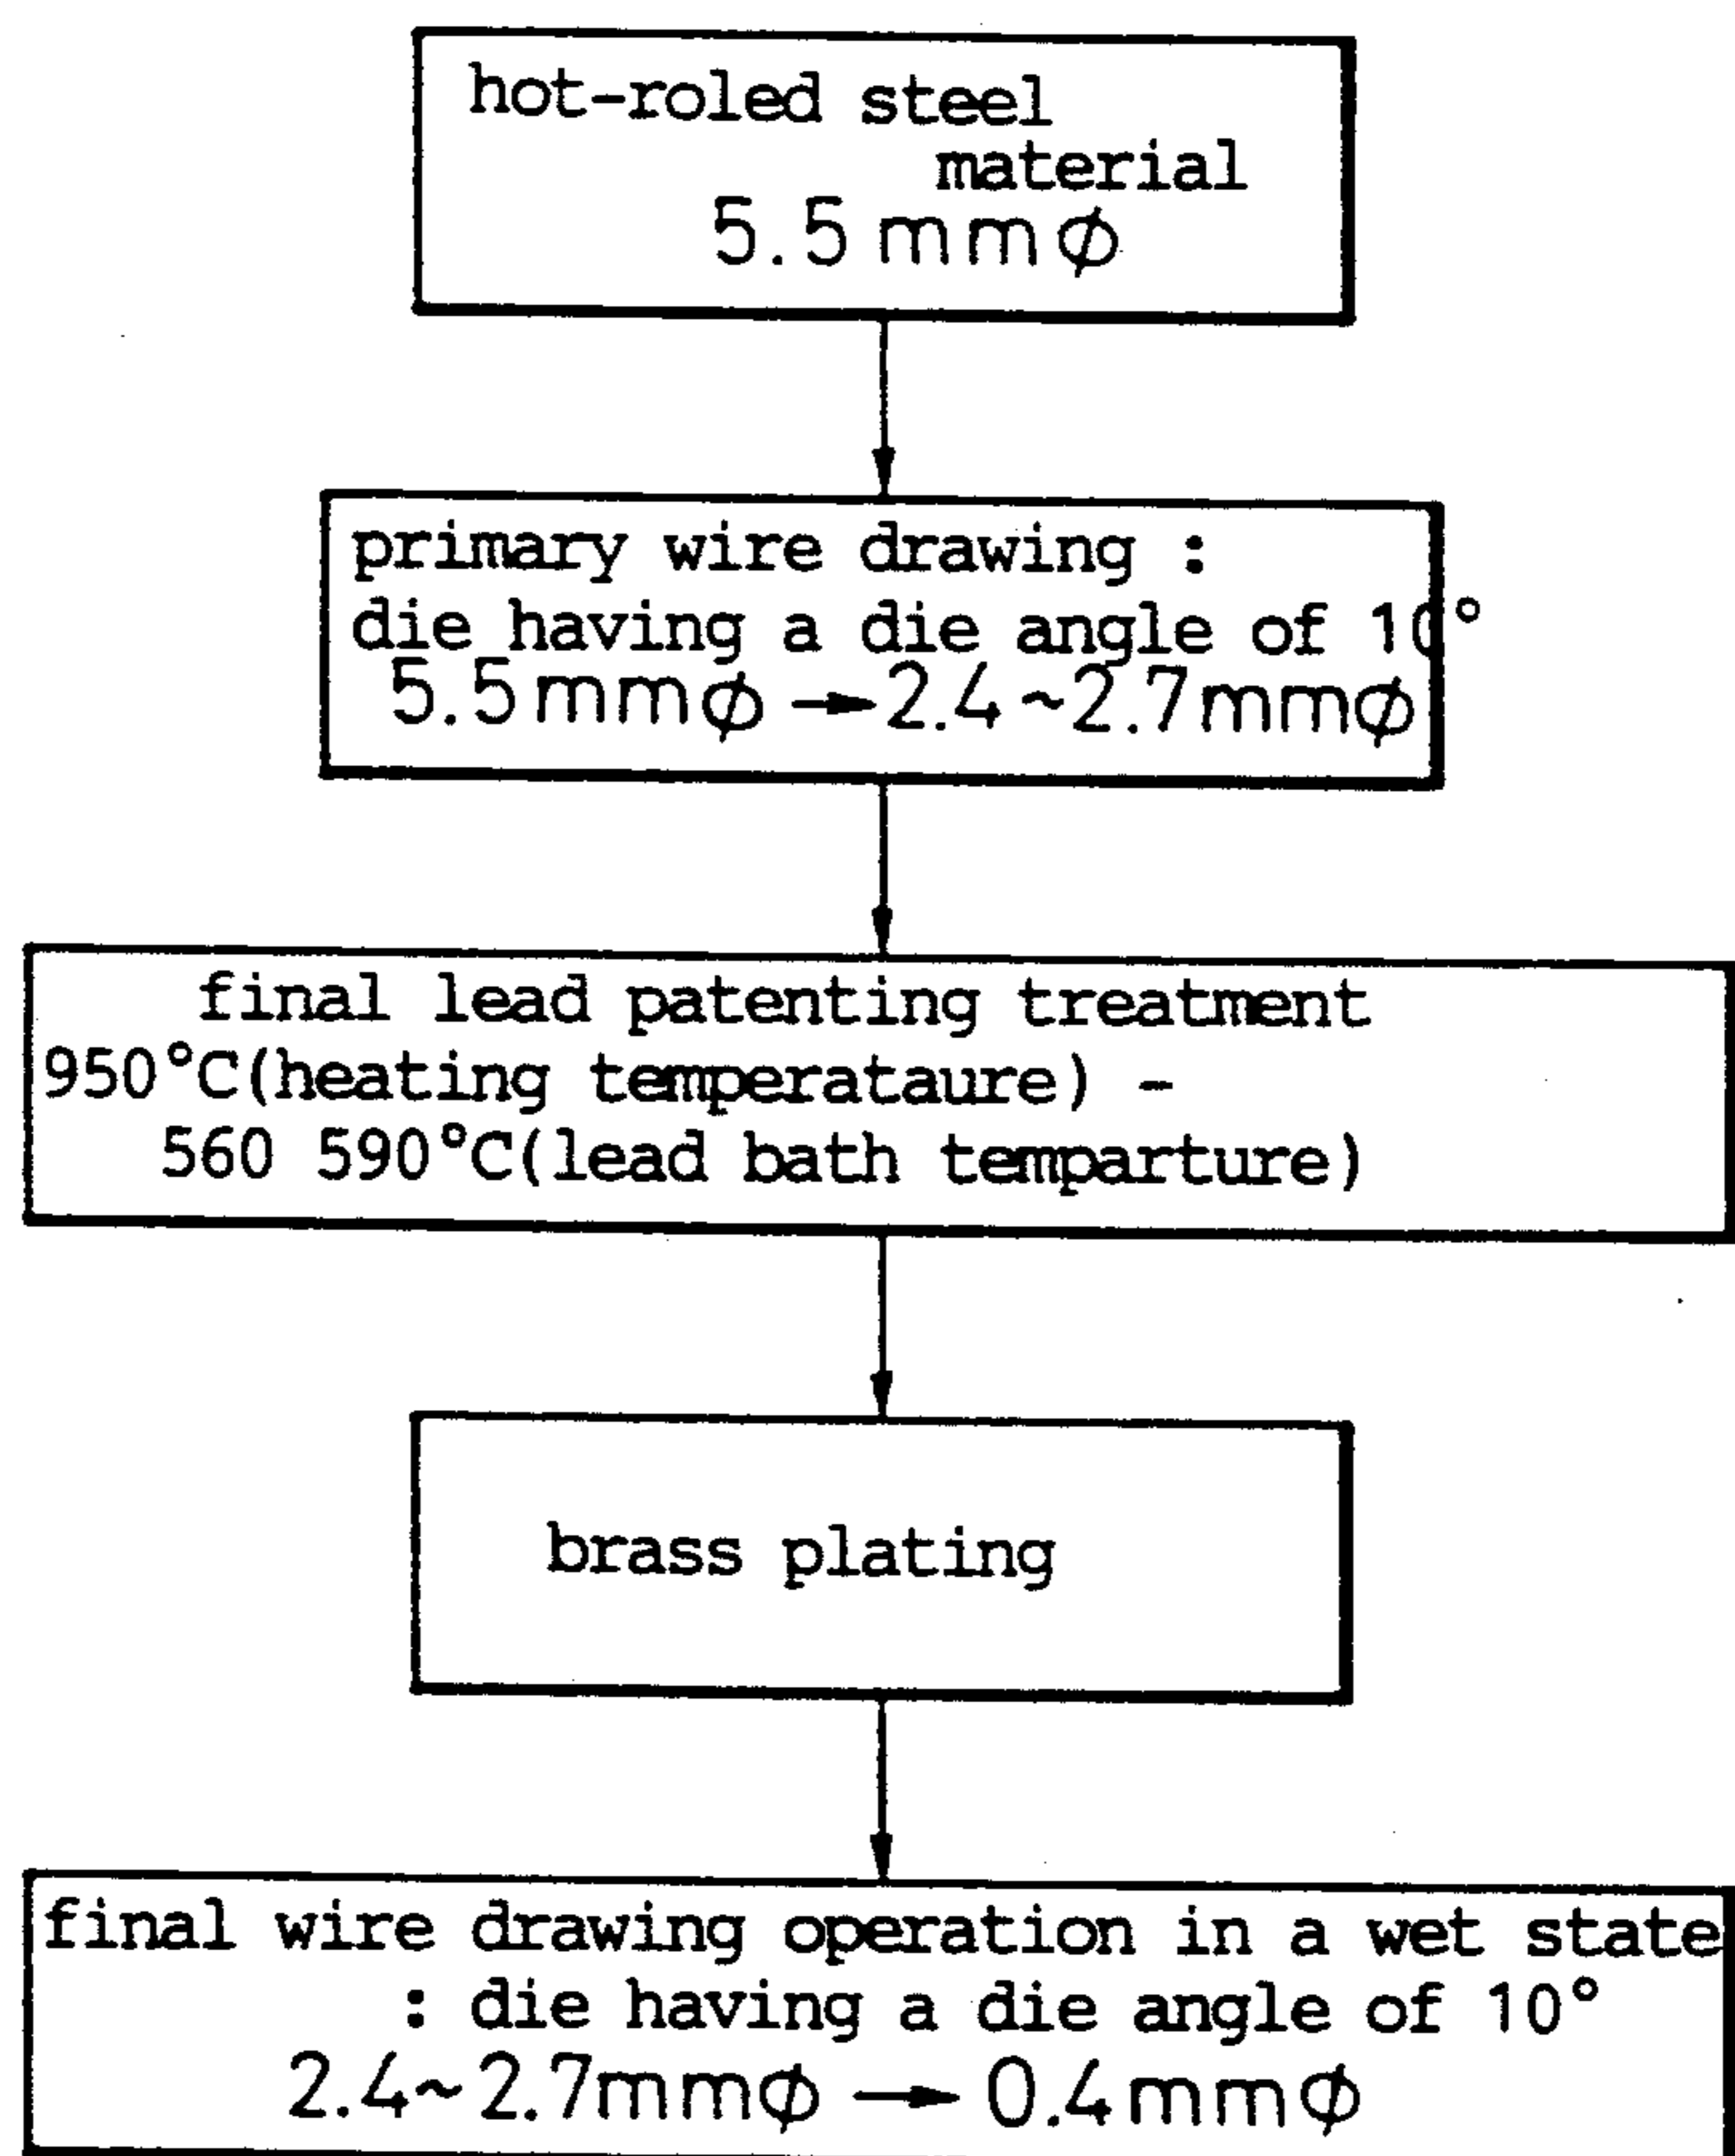 hot-roled steel
material
5.5mmϕ
primary wire drawing :
die having a die angle of 10°
5.5mmϕ → 2.4~2.7mmϕ
final lead patenting treatment
950°C(heating temperataure) -
560 590°C(lead bath temparture)
brass plating
final wire drawing operation in a wet state
: die having a die angle of 10°
2.4~2.7mmϕ → 0.4mmϕ